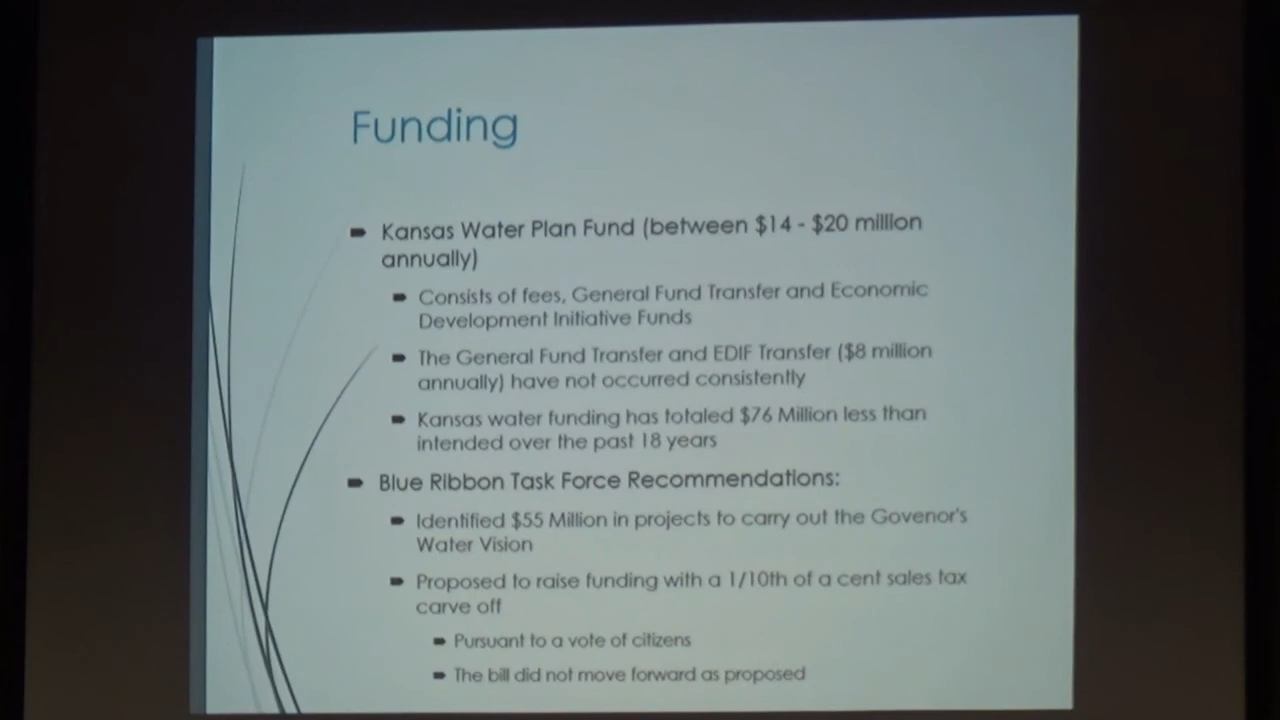 Funding
Kansas Water Plan Fund (between $14 - $20 million
annually)
Consists of fees, General Fund Transfer and Economic
Development Initiative Funds
The General Fund Transfer and EDIF Transfer ($8 million
annually) have not occurred consistently
Kansas water funding has totaled $76 Million less than
intended over the past 18 years
Blue Ribbon Task Force Recommendations:
Identified $55 Million in projects to carry out the Govenor's
Water Vision
Proposed to raise funding with a 1/10th of a cent sales tax
carve off
Pursuant to a vote of citizens
The bill did not move forward as proposed